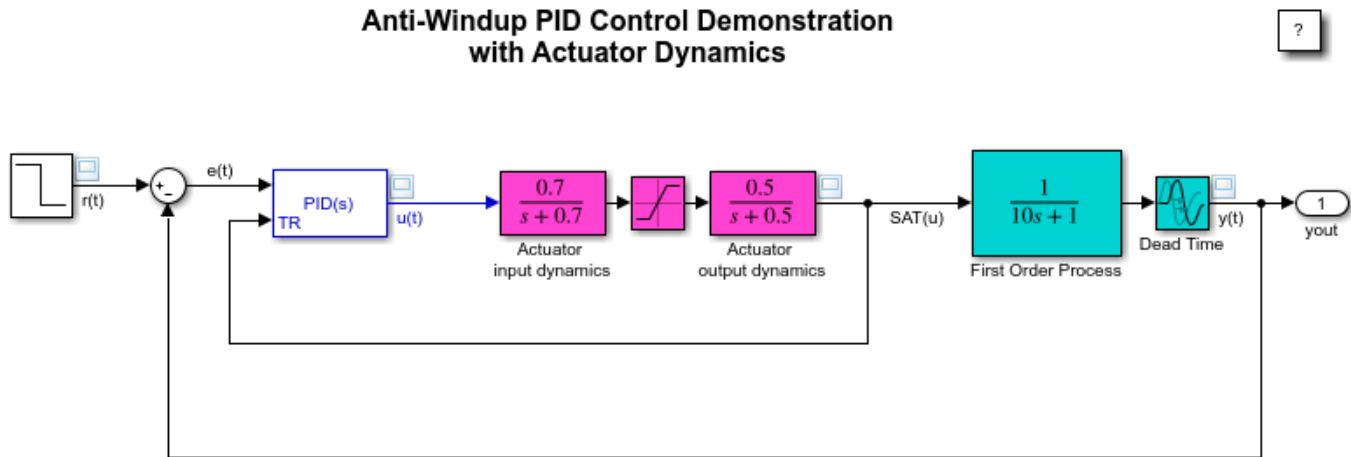 Anti-Windup PID Control Demonstration
with Actuator Dynamics
?
r(t)
+
−
e(t)
PID(s)
TR
u(t)
0.7
s + 0.7
Actuator
input dynamics
0.5
s + 0.5
Actuator
output dynamics
SAT(u)
1
10s + 1
First Order Process
Dead Time
y(t)
1
yout